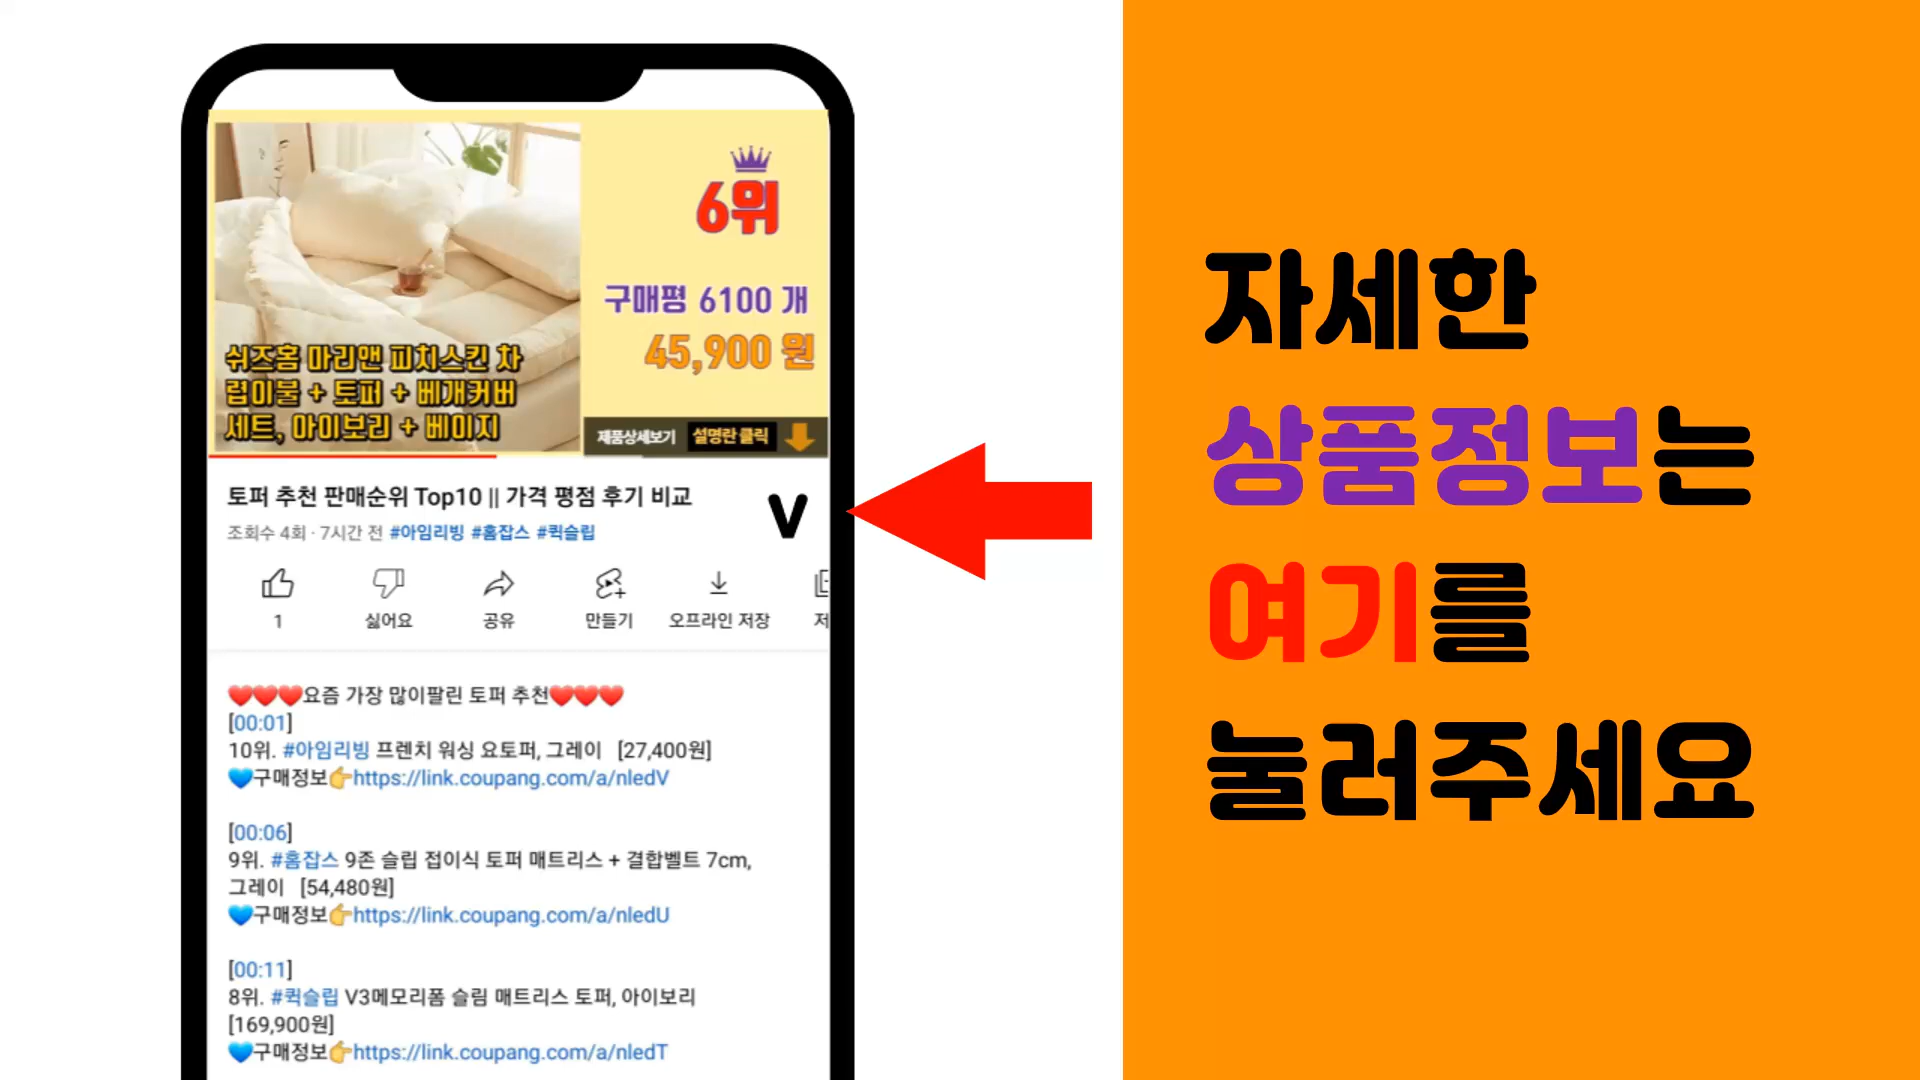 6위
구매평 6100 개
45,900 원
쉬즈홈 마리앤 피치스킨 차
렵이불 + 토퍼 + 베개커버
세트, 아이보리 + 베이지
제품상세보기 설명란 클릭
토퍼 추천 판매순위 Top10 || 가격 평점 후기 비교
V
조회수 4회 · 7시간 전 #아임리빙 #홈잡스 #퀵슬립
1 싫어요 공유 만들기 오프라인 저장 저
❤️❤️❤️요즘 가장 많이팔린 토퍼 추천❤️❤️❤️
[00:01]
10위. #아임리빙 프렌치 워싱 요토퍼, 그레이 [27,400원]
💙구매정보👉https://link.coupang.com/a/nledV
[00:06]
9위. #홈잡스 9존 슬립 접이식 토퍼 매트리스 + 결합벨트 7cm,
그레이 [54,480원]
💙구매정보👉https://link.coupang.com/a/nledU
[00:11]
8위. #퀵슬립 V3메모리폼 슬림 매트리스 토퍼, 아이보리
[169,900원]
💙구매정보👉https://link.coupang.com/a/nledT
자세한
상품정보는
여기를
눌러주세요